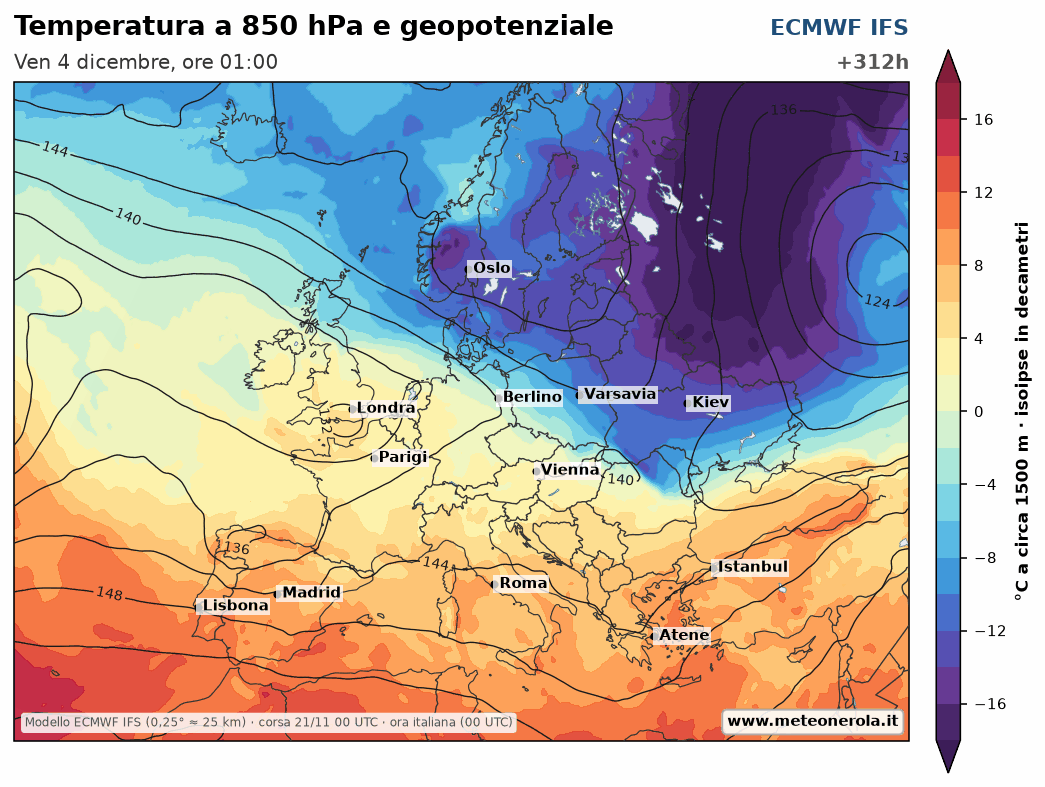 Temperatura a 850 hPa e geopotenziale
ECMWF IFS
Ven 4 dicembre, ore 01:00
+312h
136
144
140
124
Oslo
Berlino
Varsavia
Kiev
Londra
Parigi
Vienna
140
136
144
148
Madrid
Lisbona
Roma
Istanbul
Atene
Modello ECMWF IFS (0,25° ≈ 25 km) · corsa 21/11 00 UTC · ora italiana (00 UTC)
www.meteonerola.it
16
12
8
4
0
−4
−8
−12
−16
°C a circa 1500 m · isoipse in decametri